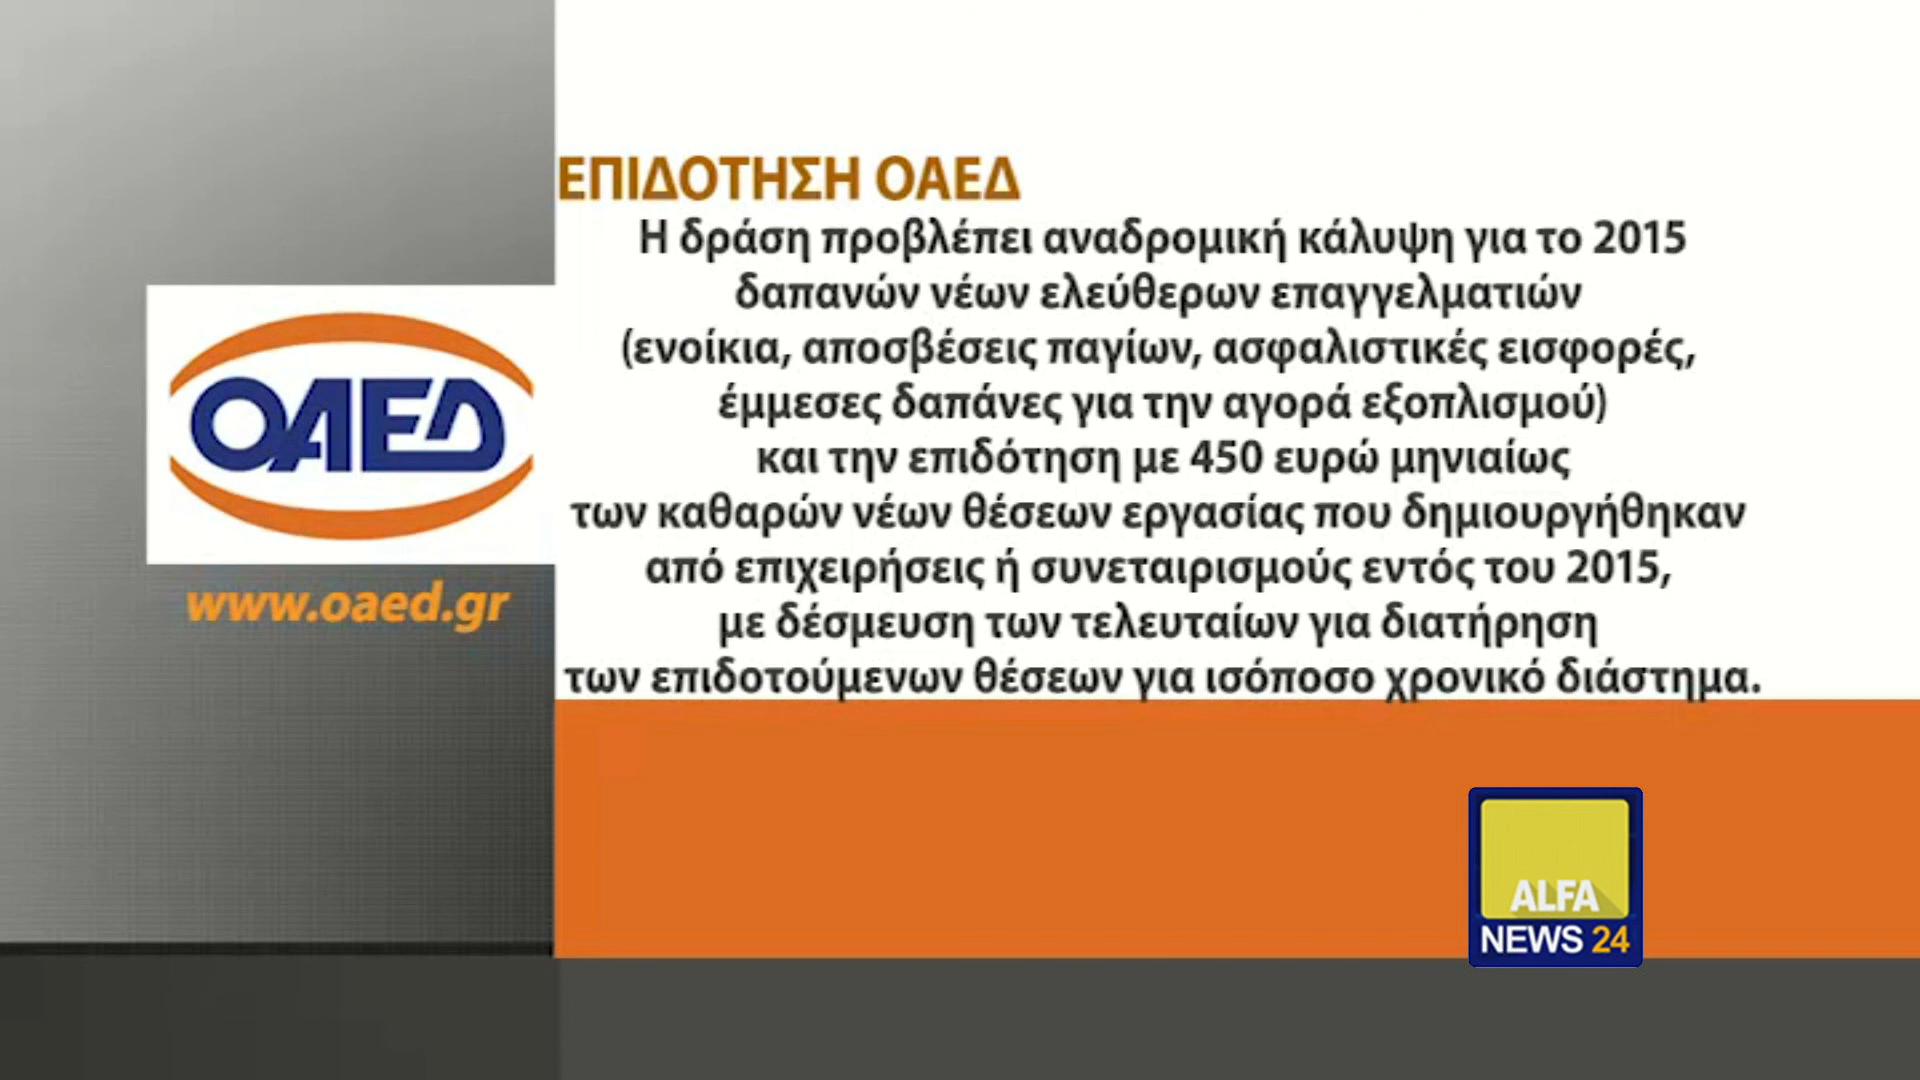 ΕΠΙΔΟΤΗΣΗ ΟΑΕΔ
Η δράση προβλέπει αναδρομική κάλυψη για το 2015
δαπανών νέων ελεύθερων επαγγελματιών
(ενοίκια, αποσβέσεις παγίων, ασφαλιστικές εισφορές,
έμμεσες δαπάνες για την αγορά εξοπλισμού)
και την επιδότηση με 450 ευρώ μηνιαίως
των καθαρών νέων θέσεων εργασίας που δημιουργήθηκαν
από επιχειρήσεις ή συνεταιρισμούς εντός του 2015,
με δέσμευση των τελευταίων για διατήρηση
των επιδοτούμενων θέσεων για ισόποσο χρονικό διάστημα.
ΟΑΕΔ
www.oaed.gr
ALFA
NEWS 24